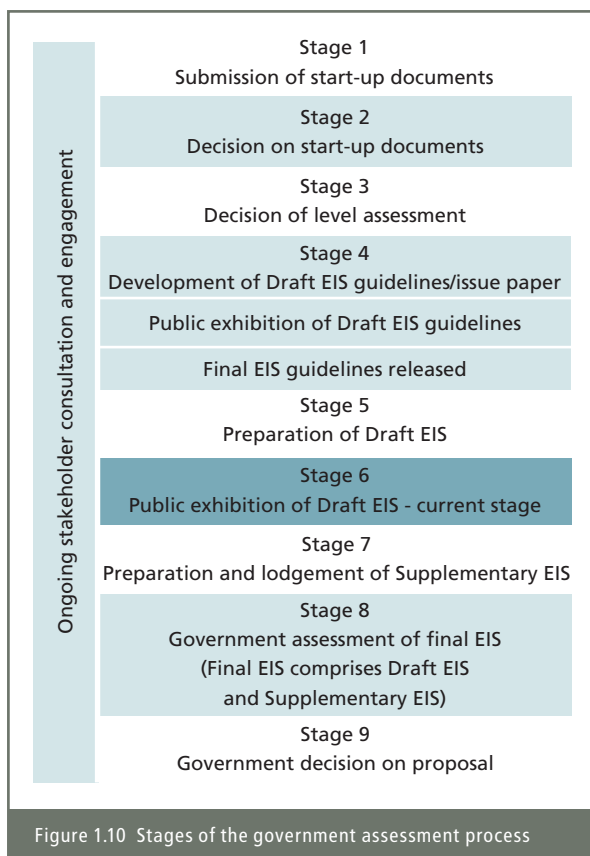 Ongoing stakeholder consultation and engagement
Stage 1
Submission of start-up documents
Stage 2
Decision on start-up documents
Stage 3
Decision of level assessment
Stage 4
Development of Draft EIS guidelines/issue paper
Public exhibition of Draft EIS guidelines
Final EIS guidelines released
Stage 5
Preparation of Draft EIS
Stage 6
Public exhibition of Draft EIS - current stage
Stage 7
Preparation and lodgement of Supplementary EIS
Stage 8
Government assessment of final EIS
(Final EIS comprises Draft EIS
and Supplementary EIS)
Stage 9
Government decision on proposal
Figure 1.10 Stages of the government assessment process